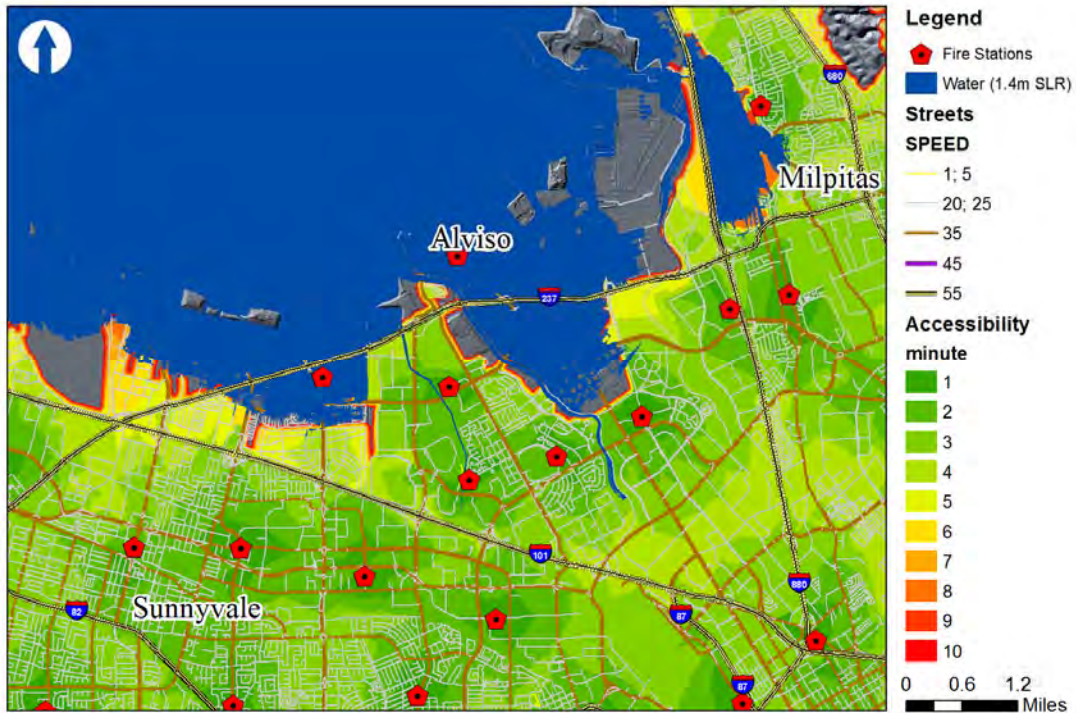 680
Milpitas
Alviso
237
101
Sunnyvale
82
87
880
87
Legend
Fire Stations
Water (1.4m SLR)
Streets
SPEED
1; 5
20; 25
35
45
55
Accessibility
minute
1
2
3
4
5
6
7
8
9
10
0 0.6 1.2
Miles